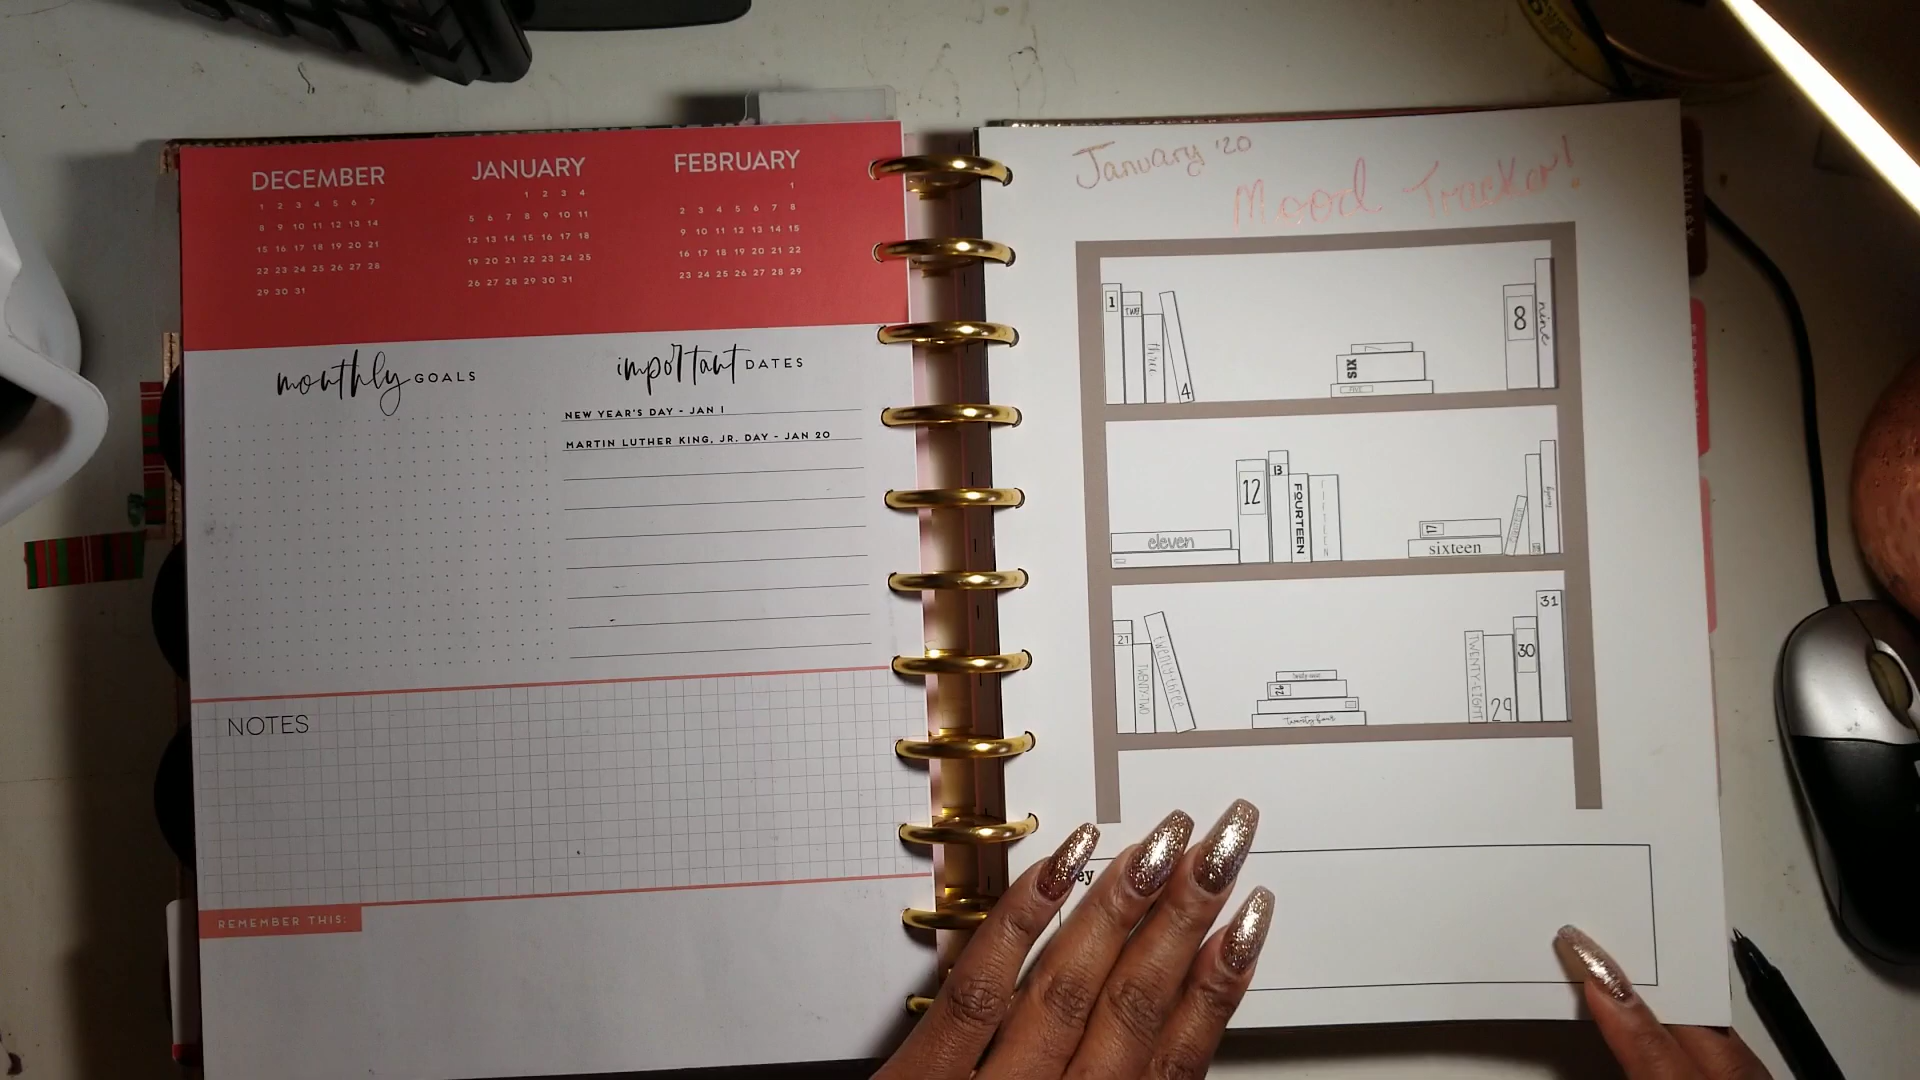 DECEMBER
1 2 3 4 5 6 7
8 9 10 11 12 13 14
15 16 17 18 19 20 21
22 23 24 25 26 27 28
29 30 31
JANUARY
1 2 3 4
5 6 7 8 9 10 11
12 13 14 15 16 17 18
19 20 21 22 23 24 25
26 27 28 29 30 31
FEBRUARY
1
2 3 4 5 6 7 8
9 10 11 12 13 14 15
16 17 18 19 20 21 22
23 24 25 26 27 28 29
monthly GOALS
important DATES
NEW YEAR'S DAY - JAN 1
MARTIN LUTHER KING, JR. DAY - JAN 20
NOTES
REMEMBER THIS:
January '20
Mood Tracker!
1
TWO
three
4
FIVE
SIX
7
8
nine
eleven
12
13
FOURTEEN
sixteen
17
21
TWENTY-TWO
twenty-three
twenty four
26
TWENTY-EIGHT
29
30
31
JANUARY